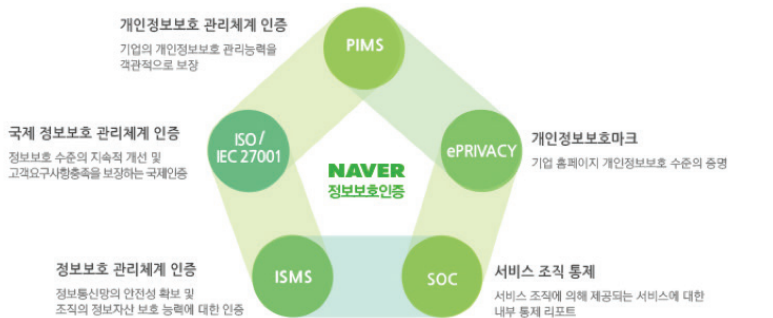 개인정보보호 관리체계 인증
기업의 개인정보보호 관리능력을
객관적으로 보장
PIMS
국제 정보보호 관리체계 인증
정보보호 수준의 지속적 개선 및
고객요구사항충족을 보장하는 국제인증
ISO /
IEC 27001
ePRIVACY
개인정보보호마크
기업 홈페이지 개인정보보호 수준의 증명
NAVER
정보보호인증
정보보호 관리체계 인증
정보통신망의 안전성 확보 및
조직의 정보자산 보호 능력에 대한 인증
ISMS
SOC
서비스 조직 통제
서비스 조직에 의해 제공되는 서비스에 대한
내부 통제 리포트